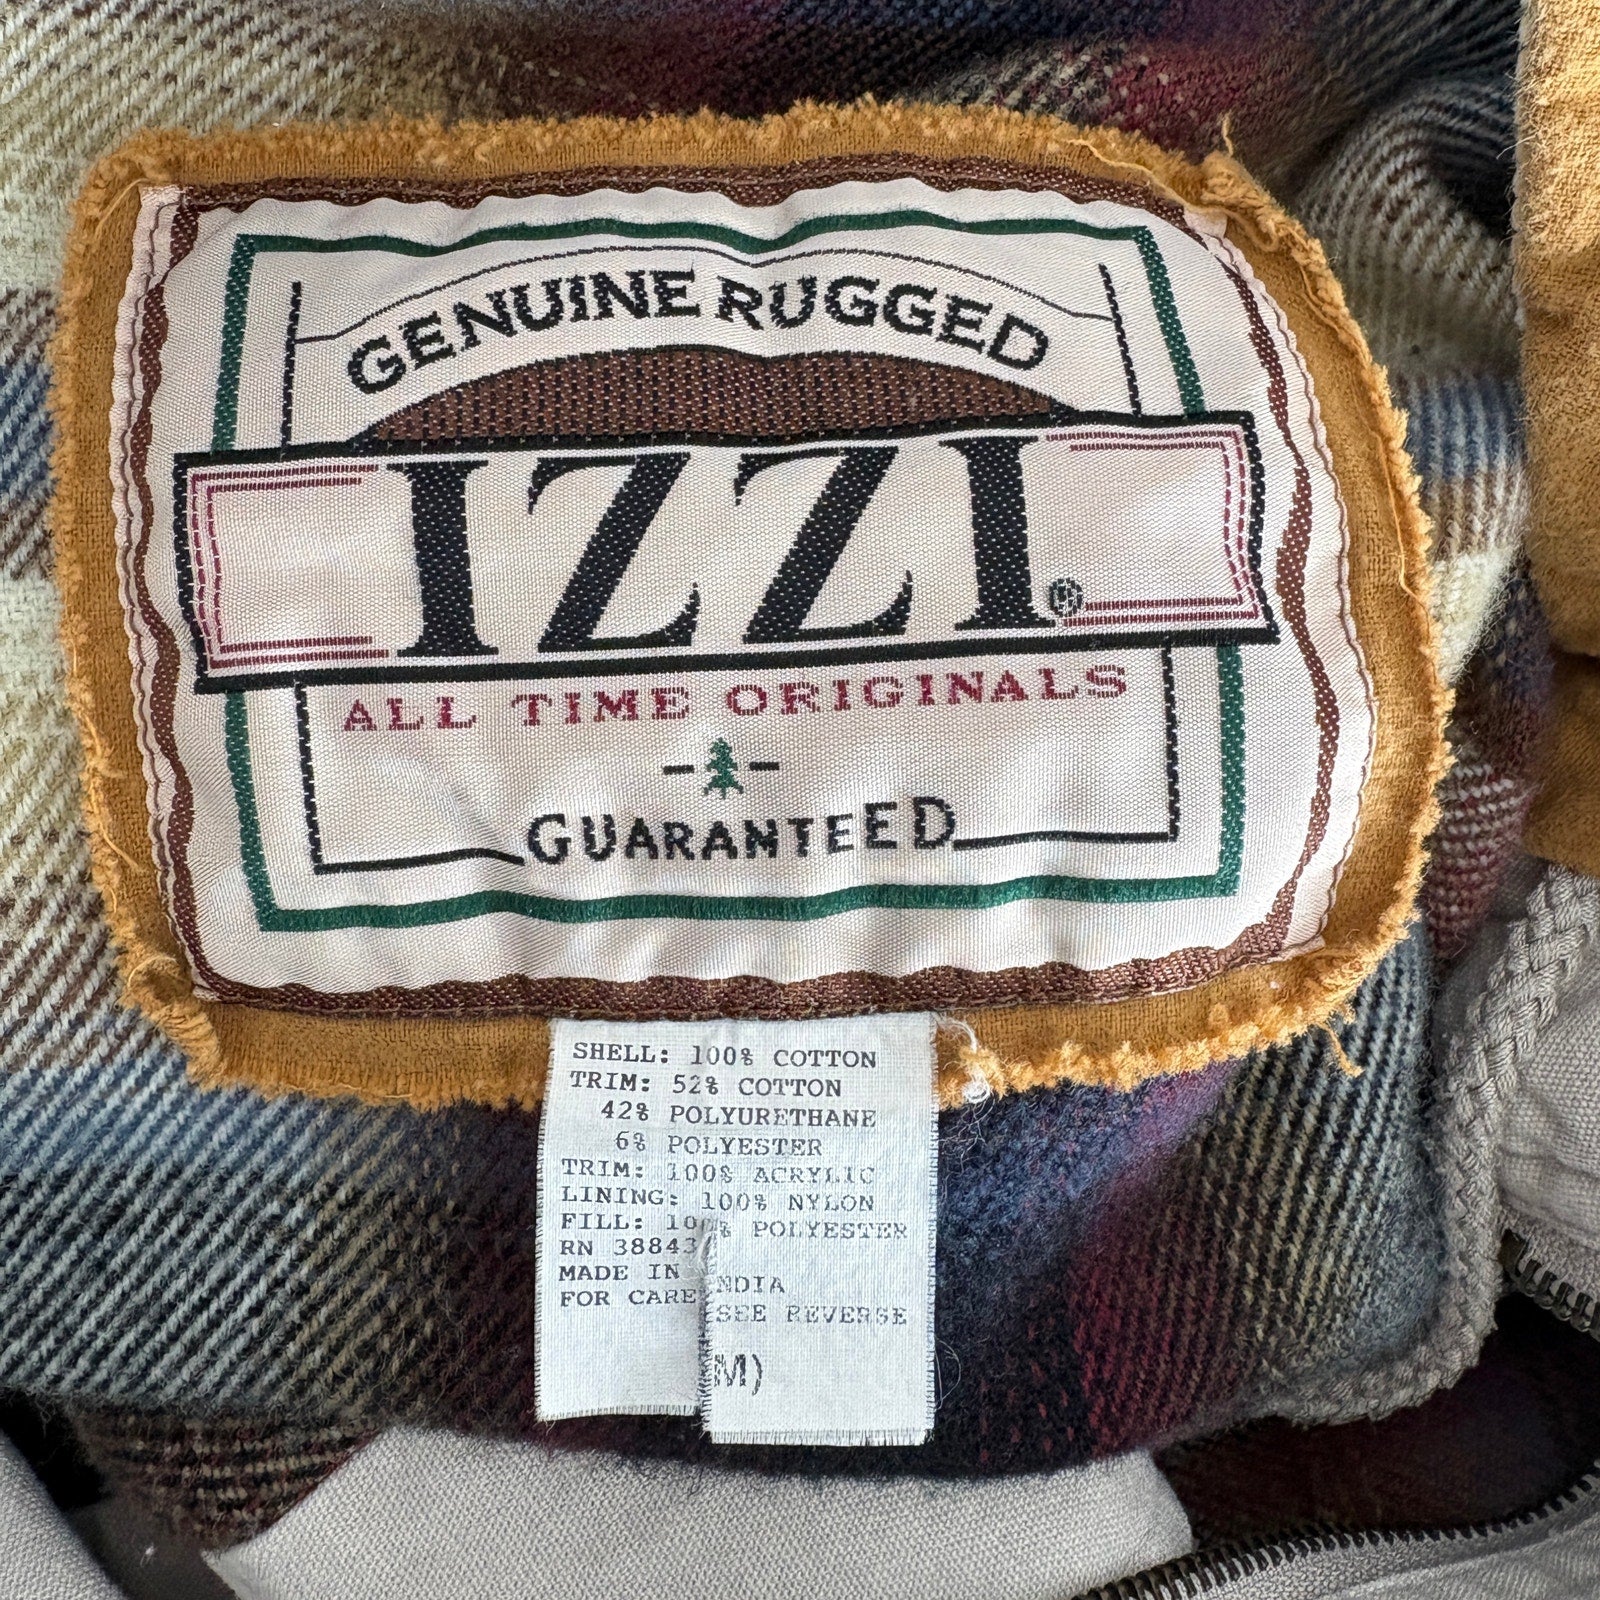 GENUINE RUGGED
IZZI®
ALL TIME ORIGINALS
GUARANTEED
SHELL: 100% COTTON
TRIM: 52% COTTON
42% POLYURETHANE
6% POLYESTER
TRIM: 100% ACRYLIC
LINING: 100% NYLON
FILL: 100% POLYESTER
RN 38843
MADE IN INDIA
FOR CARE SEE REVERSE
(M)